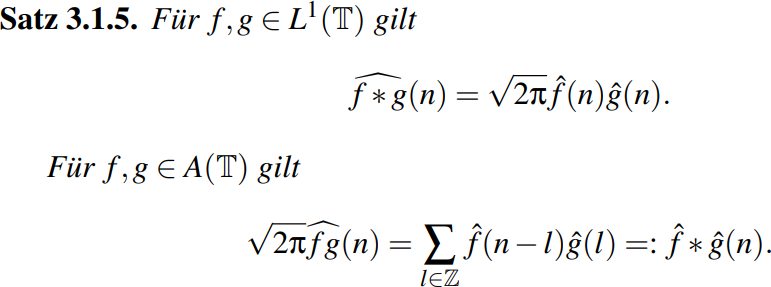 Satz 3.1.5. Für f, g ∈ L¹(𝕋) gilt
\widehat{f ∗ g}(n) = √2π f̂(n)ĝ(n).
Für f, g ∈ A(𝕋) gilt
√2π \widehat{fg}(n) = ∑_{l∈ℤ} f̂(n − l)ĝ(l) =: f̂ ∗ ĝ(n).